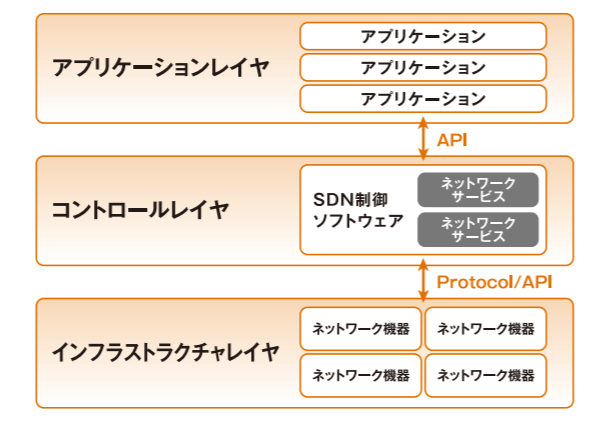 アプリケーションレイヤ
アプリケーション
アプリケーション
アプリケーション
API
コントロールレイヤ
SDN制御
ソフトウェア
ネットワーク
サービス
ネットワーク
サービス
Protocol/API
インフラストラクチャレイヤ
ネットワーク機器
ネットワーク機器
ネットワーク機器
ネットワーク機器